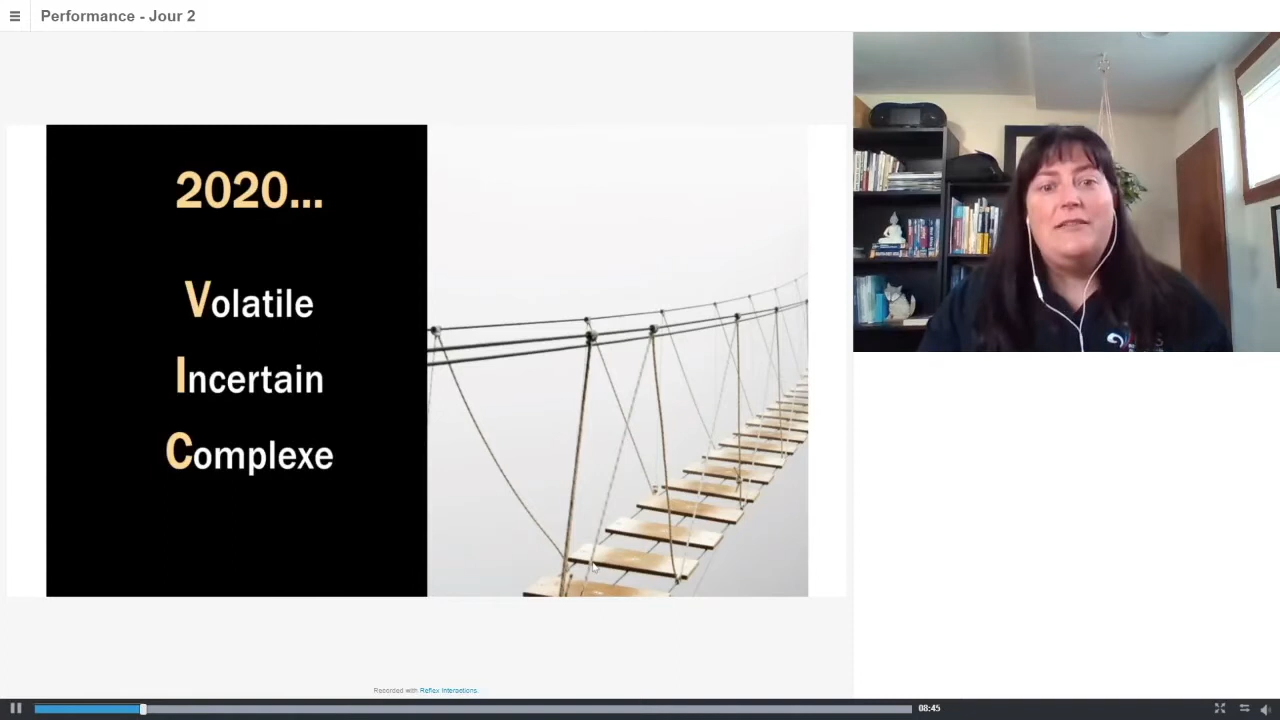 Performance - Jour 2
2020...
Volatile
Incertain
Complexe
Recorded with Reflex Interactions.
08:45